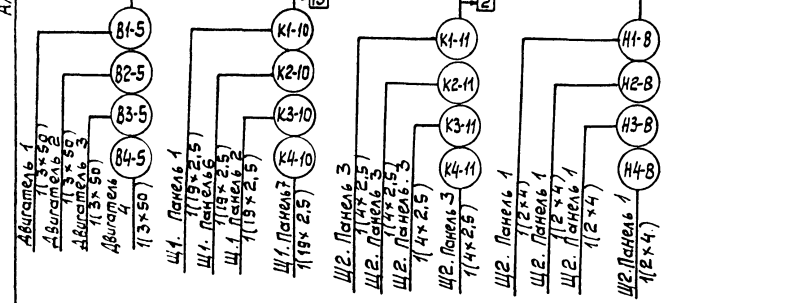 В1-5
В2-5
В3-5
В4-5
Двигатель 1
1(3×50)
Двигатель 2
1(3×50)
Двигатель 3
1(3×50)
Двигатель 4
1(3×50)
К1-10
К2-10
К3-10
К4-10
Щ1. Панель 1
1(19×2,5)
Щ1. Панель 6
1(19×2,5)
Щ.1 Панель 2
1(19×2,5)
Щ1. Панель 7
1(19×2,5)
2
К1-11
К2-11
К3-11
К4-11
Щ2. Панель 3
1(4×2,5)
Щ2. Панель 3
1(4×2,5)
Щ2. Панель. 3
1(4×2,5)
Щ2. Панель 3
1(4×2,5)
Н1-8
Н2-8
Н3-8
Н4-8
Щ2. Панель 1
1(2×4)
Щ2. Панель 1
1(2×4)
Щ2. Панель 1
1(2×4)
Щ2. Панель 1
1(2×4.)